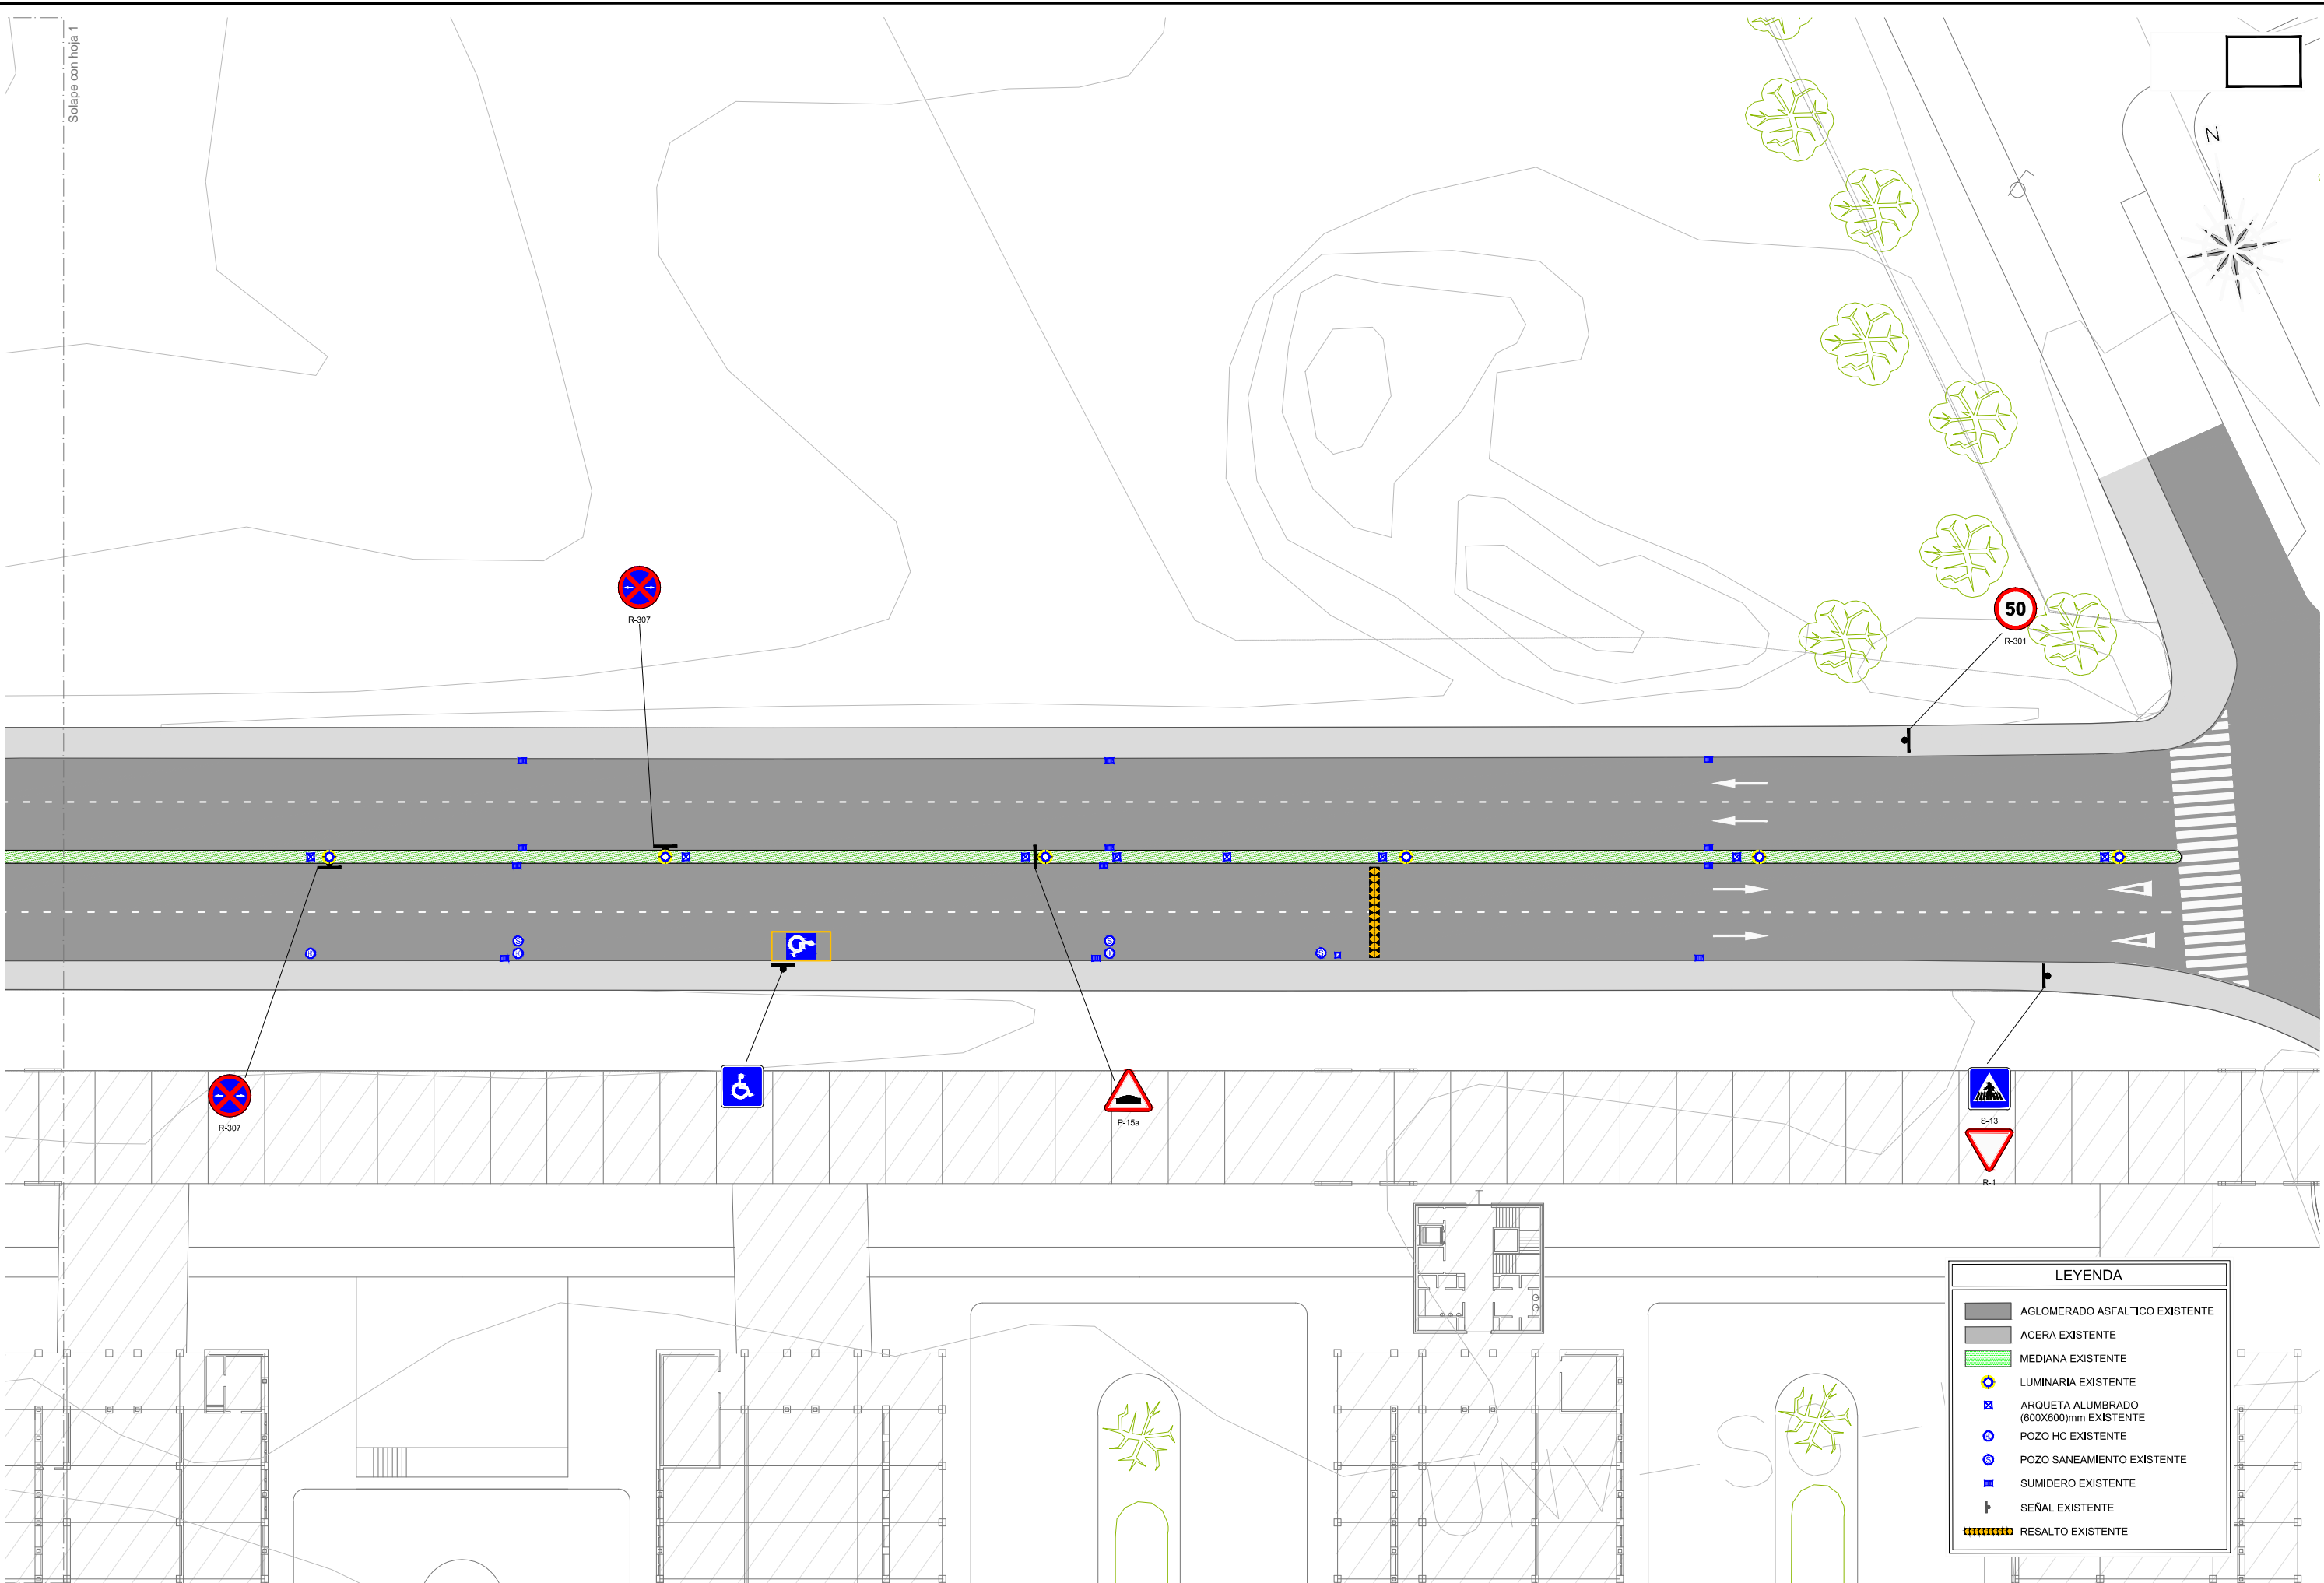 Solape con hoja 1
N
R-307
50
R-301
R-307
P-15a
S-13
R-1
LEYENDA
AGLOMERADO ASFALTICO EXISTENTE
ACERA EXISTENTE
MEDIANA EXISTENTE
LUMINARIA EXISTENTE
ARQUETA ALUMBRADO
(600X600)mm EXISTENTE
POZO HC EXISTENTE
POZO SANEAMIENTO EXISTENTE
SUMIDERO EXISTENTE
SEÑAL EXISTENTE
RESALTO EXISTENTE